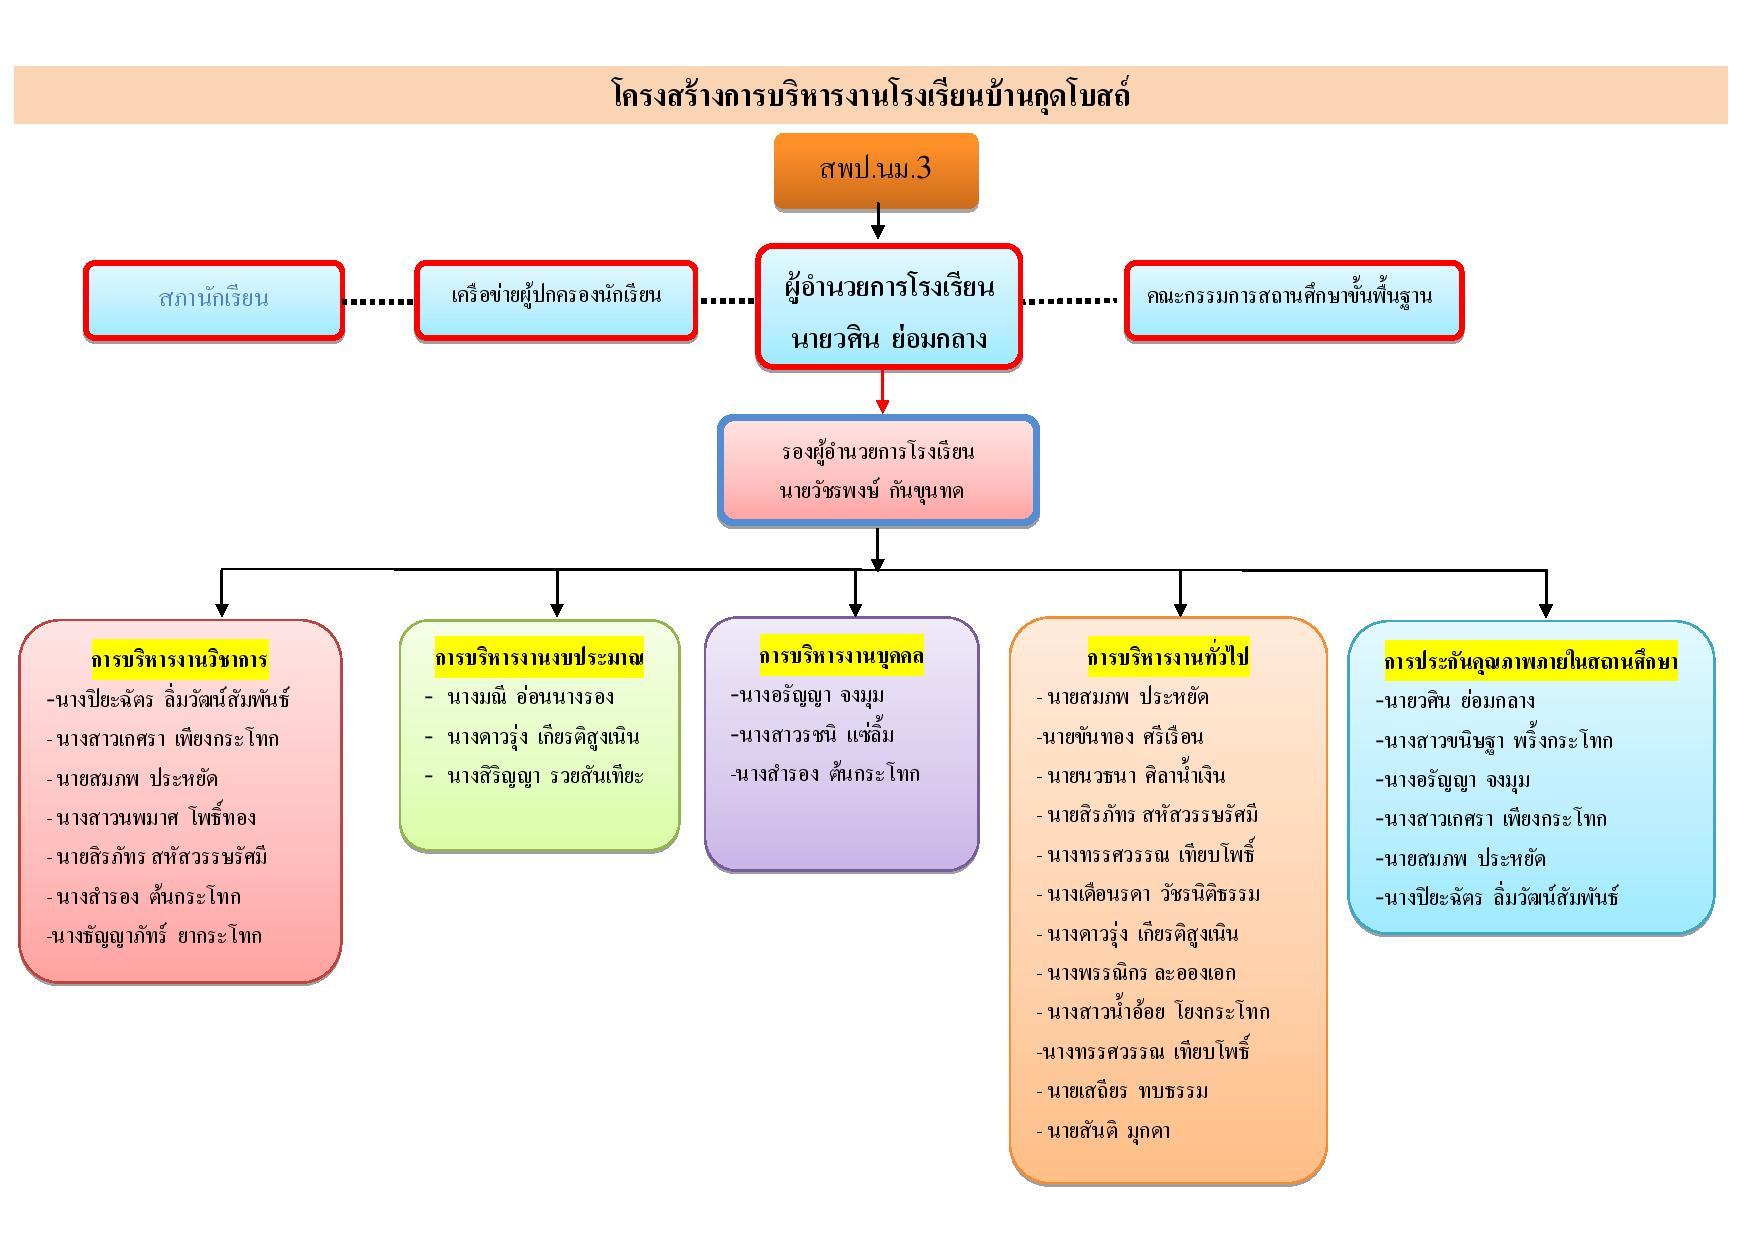 โครงสร้างการบริหารงานโรงเรียนบ้านกุดโบสถ์
สพป.นม.3
สภานักเรียน
เครือข่ายผู้ปกครองนักเรียน
ผู้อำนวยการโรงเรียน
นายวศิน ย่อมกลาง
คณะกรรมการสถานศึกษาขั้นพื้นฐาน
รองผู้อำนวยการโรงเรียน
นายวัชรพงษ์ กันขุนทด
การบริหารงานวิชาการ
-นางปิยะฉัตร ลิ่มวัฒน์สัมพันธ์
- นางสาวเกศรา เพียงกระโทก
- นายสมภพ ประหยัด
- นางสาวนพมาศ โพธิ์ทอง
- นายสิรภัทร สหัสวรรษรัศมี
- นางสำรอง ต้นกระโทก
-นางธัญญาภัทร์ ยากระโทก
การบริหารงานงบประมาณ
- นางมณี อ่อนนางรอง
- นางดาวรุ่ง เกียรติสูงเนิน
- นางสิริญญา รวยสันเทียะ
การบริหารงานบุคคล
-นางอรัญญา จงมุม
-นางสาวรชนิ แซ่ลิ้ม
-นางสำรอง ต้นกระโทก
การบริหารงานทั่วไป
- นายสมภพ ประหยัด
-นายขันทอง ศรีเรือน
- นายนวธนา ศิลาน้ำเงิน
- นายสิรภัทร สหัสวรรษรัศมี
- นางทรรศวรรณ เทียบโพธิ์
- นางเดือนรดา วัชรนิติธรรม
- นางดาวรุ่ง เกียรติสูงเนิน
- นางพรรณิกร ละอองเอก
- นางสาวน้ำอ้อย โยงกระโทก
-นางทรรศวรรณ เทียบโพธิ์
- นายเสถียร ทบธรรม
- นายสันติ มุกดา
การประกันคุณภาพภายในสถานศึกษา
-นายวศิน ย่อมกลาง
-นางสาวขนิษฐา พริ้งกระโทก
-นางอรัญญา จงมุม
-นางสาวเกศรา เพียงกระโทก
-นายสมภพ ประหยัด
-นางปิยะฉัตร ลิ่มวัฒน์สัมพันธ์